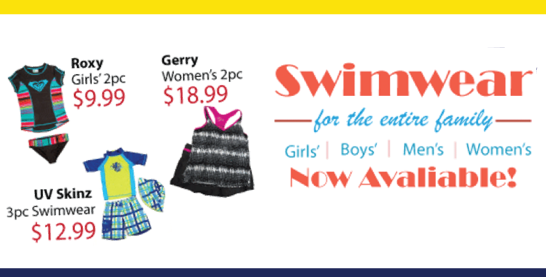 Roxy
Girls' 2pc
$9.99
Gerry
Women's 2pc
$18.99
UV Skinz
3pc Swimwear
$12.99
Swimwear
for the entire family
Girls' | Boys' | Men's | Women's
Now Avaliable!